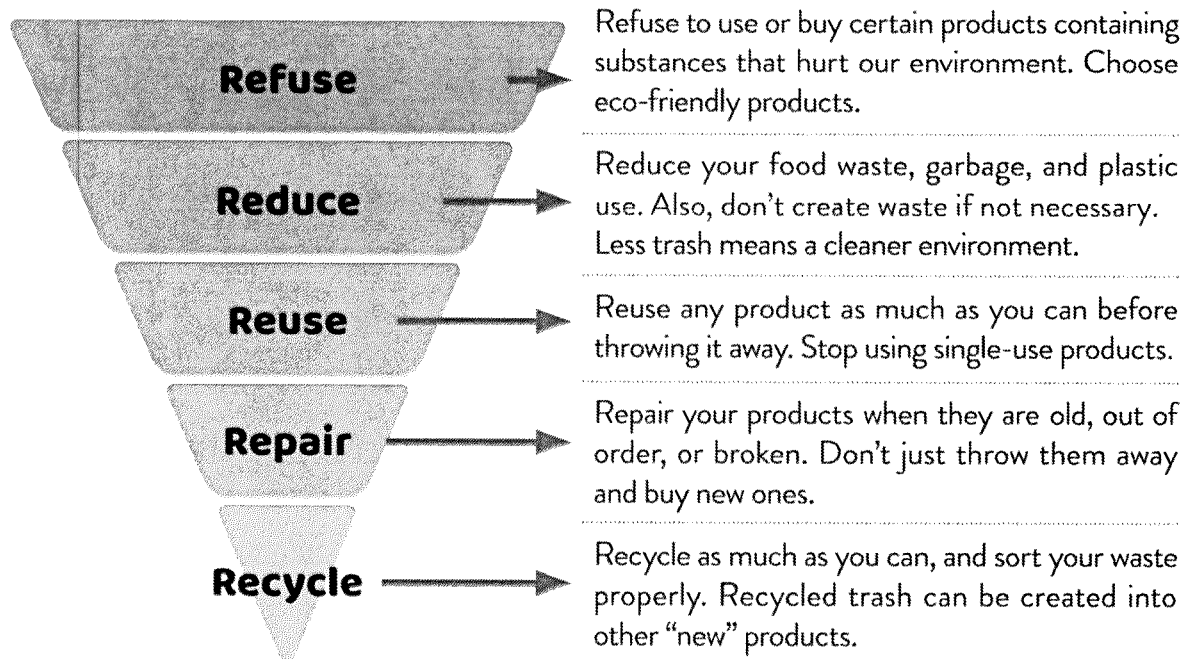 Refuse
Refuse to use or buy certain products containing
substances that hurt our environment. Choose
eco-friendly products.
Reduce
Reduce your food waste, garbage, and plastic
use. Also, don't create waste if not necessary.
Less trash means a cleaner environment.
Reuse
Reuse any product as much as you can before
throwing it away. Stop using single-use products.
Repair
Repair your products when they are old, out of
order, or broken. Don't just throw them away
and buy new ones.
Recycle
Recycle as much as you can, and sort your waste
properly. Recycled trash can be created into
other “new” products.